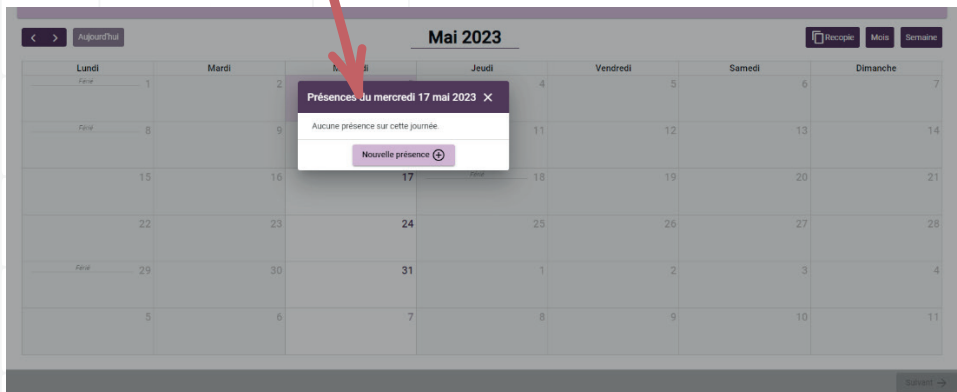 < > Aujourd'hui Mai 2023 Recopie Mois Semaine
Lundi Mardi Jeudi Vendredi Samedi Dimanche
Férié 1 2 4 5 6 7
Présences du mercredi 17 mai 2023 ×
Férié 8 9 11 12 13 14
Aucune présence sur cette journée.
Nouvelle présence
15 16 17 Férié 18 19 20 21
22 23 24 25 26 27 28
Férié 29 30 31 1 2 3 4
5 6 7 8 9 10 11
Suivant →